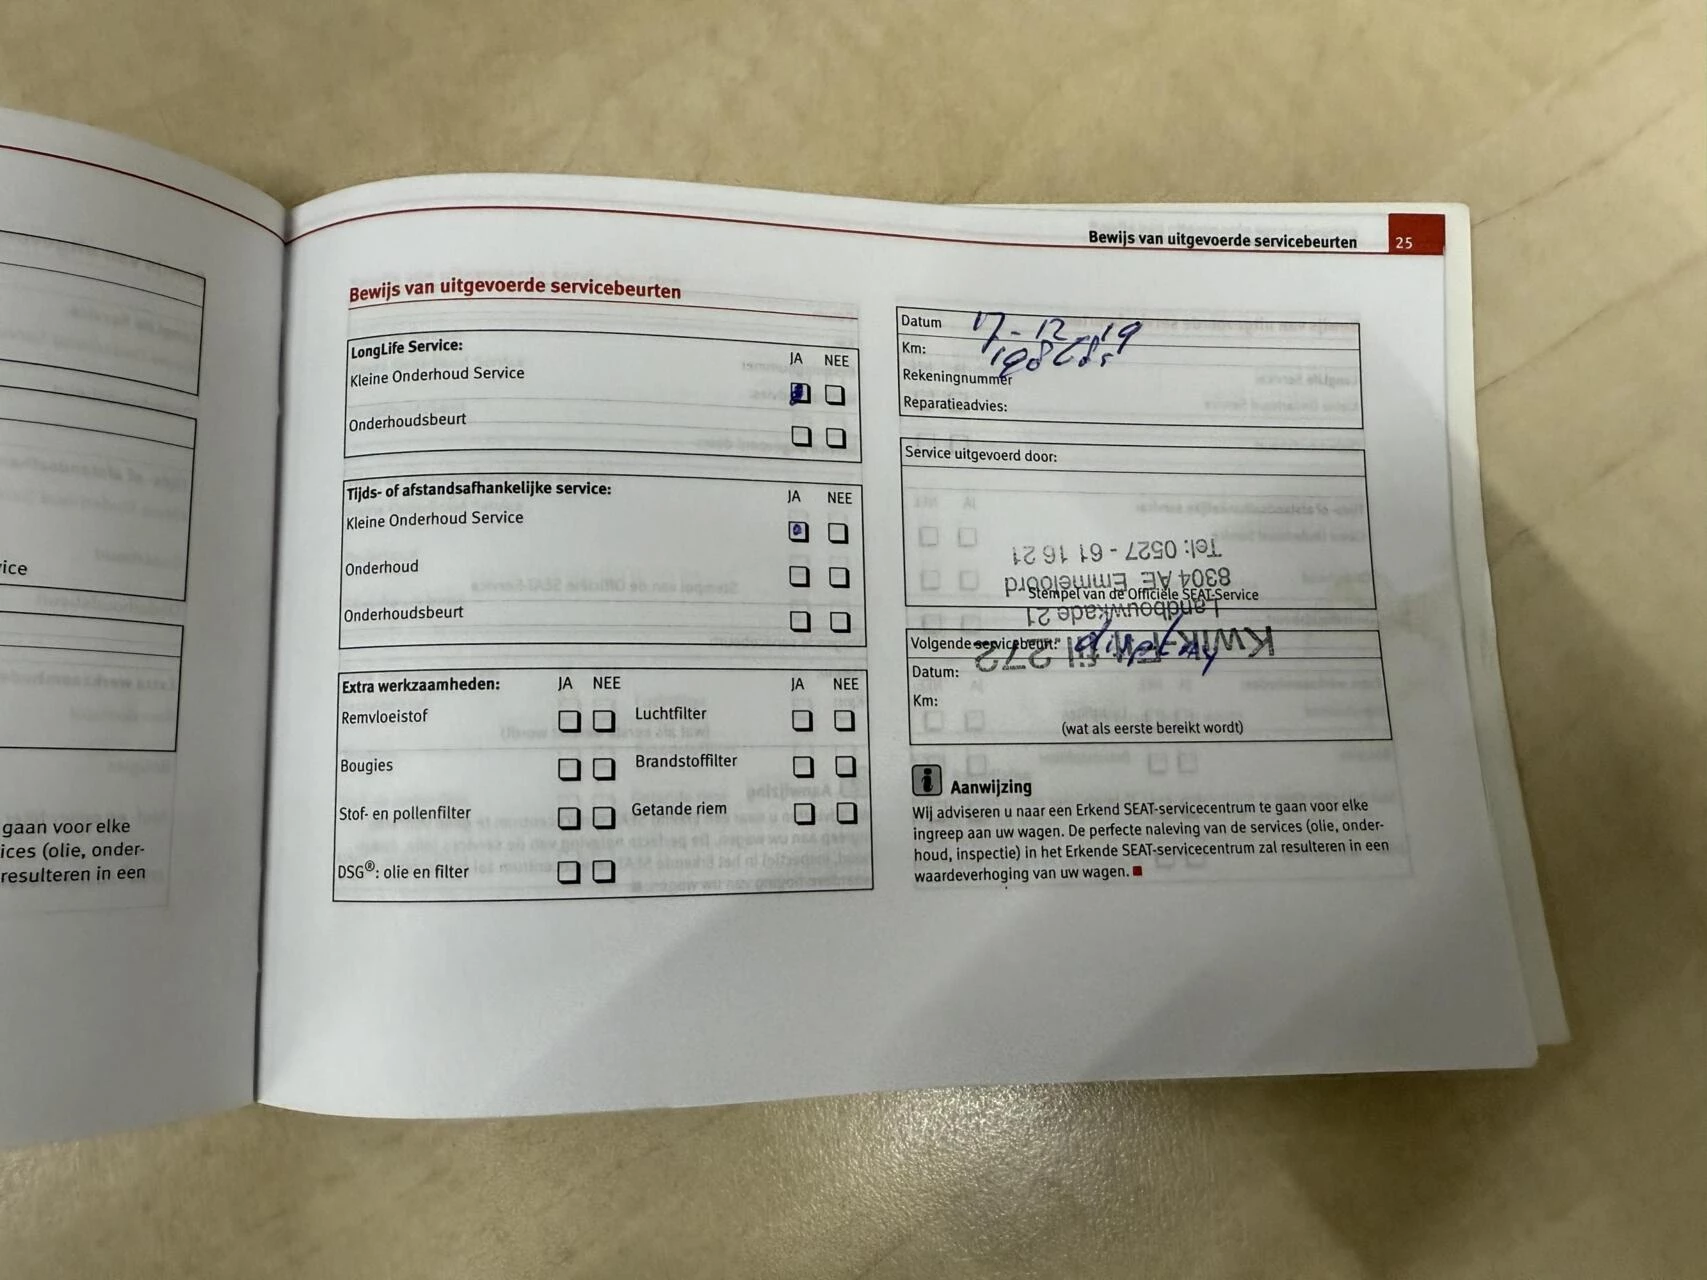 ice
gaan voor elke
ices (olie, onder-
resulteren in een
Bewijs van uitgevoerde servicebeurten 25
Bewijs van uitgevoerde servicebeurten
LongLife Service:
JA NEE
Kleine Onderhoud Service
Onderhoudsbeurt
Tijds- of afstandsafhankelijke service:
JA NEE
Kleine Onderhoud Service
Onderhoud
Onderhoudsbeurt
Extra werkzaamheden: JA NEE JA NEE
Remvloeistof Luchtfilter
Bougies Brandstoffilter
Stof- en pollenfilter Getande riem
DSG®: olie en filter
Datum 17-12-19
Km:
Rekeningnummer
Reparatieadvies:
Service uitgevoerd door:
Kwik-Fit 272
Landbouwkade 21
8304 AE Emmeloord
Tel: 0527 - 61 16 21
Stempel van de Officiële SEAT-Service
Volgende servicebeurt:
Datum:
Km:
(wat als eerste bereikt wordt)
Aanwijzing
Wij adviseren u naar een Erkend SEAT-servicecentrum te gaan voor elke
ingreep aan uw wagen. De perfecte naleving van de services (olie, onder-
houd, inspectie) in het Erkende SEAT-servicecentrum zal resulteren in een
waardeverhoging van uw wagen.